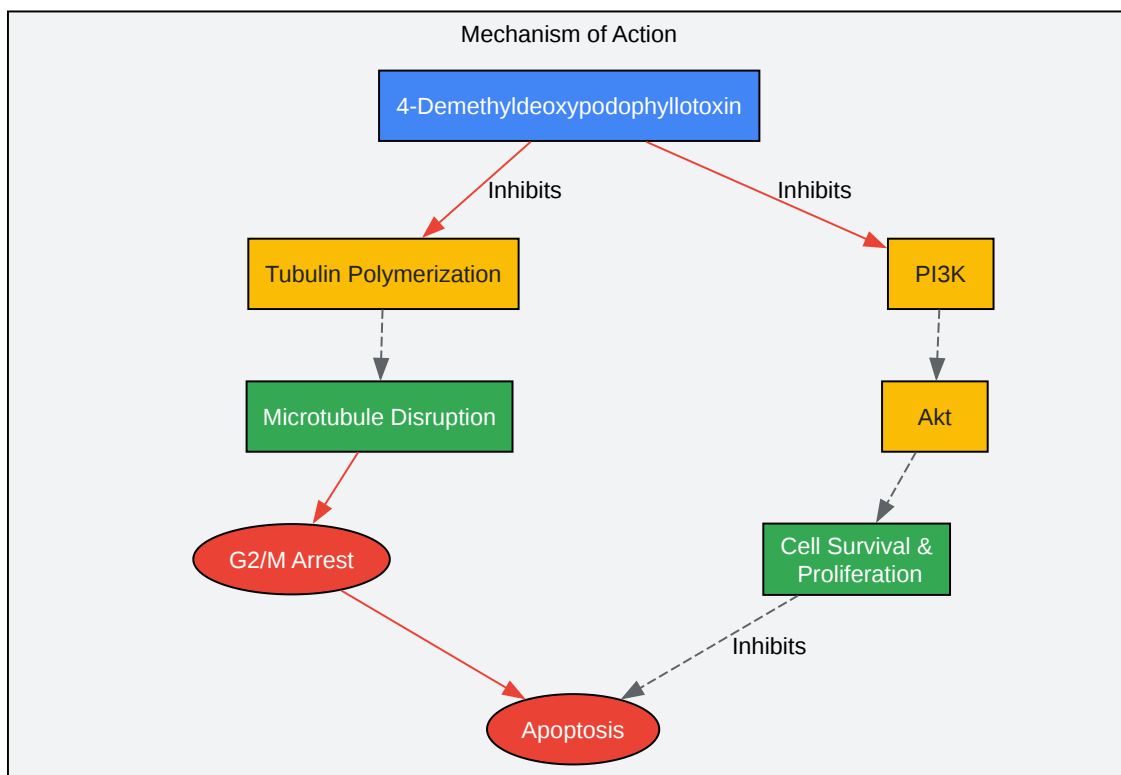 Mechanism of Action
4-Demethyldeoxypodophyllotoxin
Inhibits
Inhibits
Tubulin Polymerization
PI3K
Microtubule Disruption
Akt
G2/M Arrest
Cell Survival &
Proliferation
Inhibits
Apoptosis